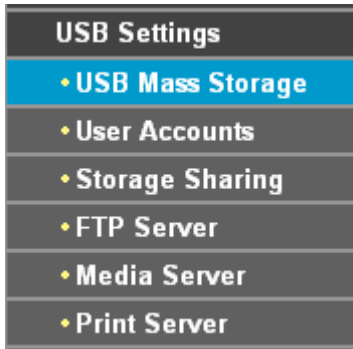 USB Settings
•USB Mass Storage
•User Accounts
•Storage Sharing
•FTP Server
•Media Server
•Print Server